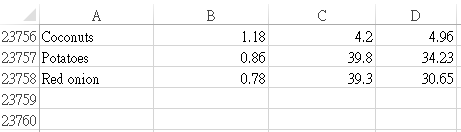 A B C D
23756 Coconuts 1.18 4.2 4.96
23757 Potatoes 0.86 39.8 34.23
23758 Red onion 0.78 39.3 30.65
23759
23760